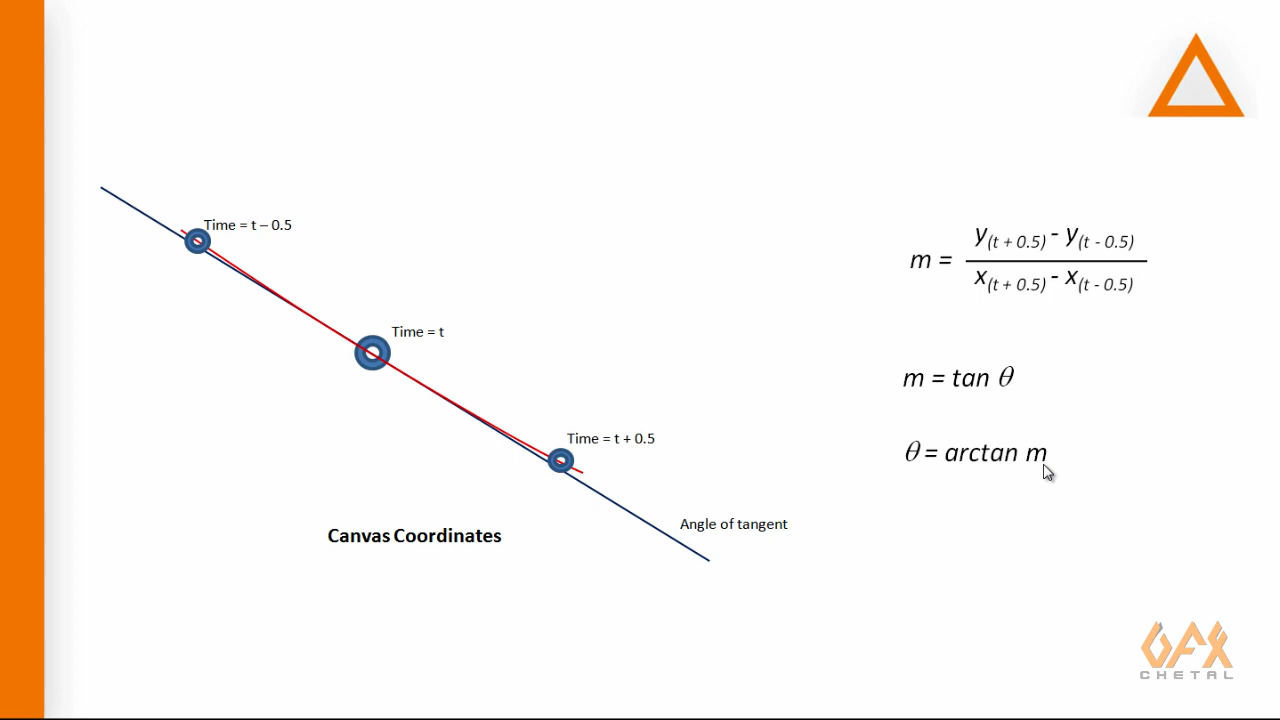 Time = t – 0.5
Time = t
Time = t + 0.5
Angle of tangent
Canvas Coordinates
m = 
y(t + 0.5) - y(t - 0.5)
x(t + 0.5) - x(t - 0.5)
m = tan θ
θ = arctan m
GFX
CHETAL